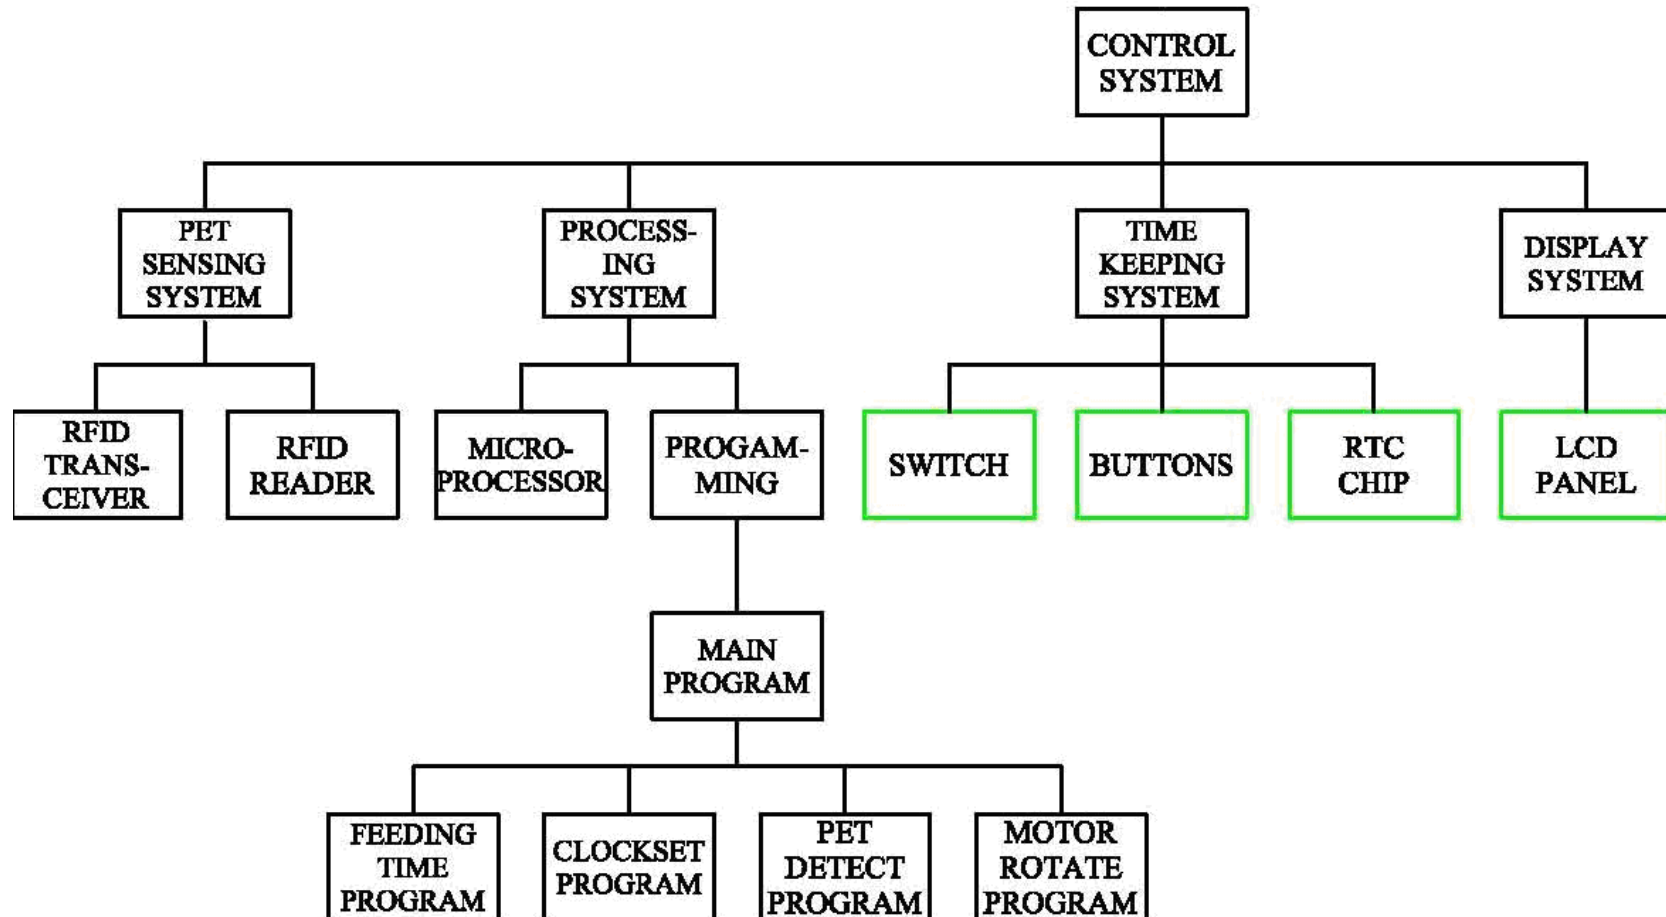 CONTROL
SYSTEM
PET
SENSING
SYSTEM
PROCESS-
ING
SYSTEM
TIME
KEEPING
SYSTEM
DISPLAY
SYSTEM
RFID
TRANS-
CEIVER
RFID
READER
MICRO-
PROCESSOR
PROGAM-
MING
SWITCH
BUTTONS
RTC
CHIP
LCD
PANEL
MAIN
PROGRAM
FEEDING
TIME
PROGRAM
CLOCKSET
PROGRAM
PET
DETECT
PROGRAM
MOTOR
ROTATE
PROGRAM